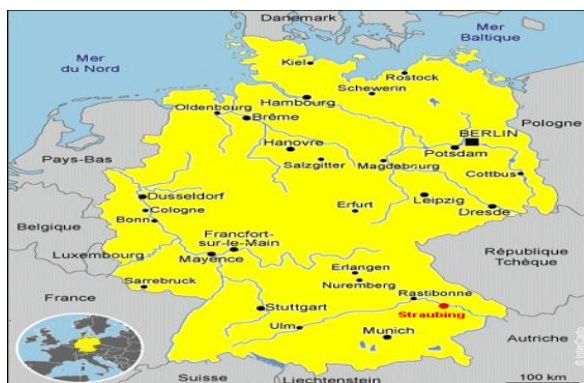 Danemark
Mer
du Nord
Mer
Baltique
Kiel
Rostock
Schewerin
Hambourg
Oldenbourg
Brême
BERLIN
Pologne
Hanovre
Potsdam
Pays-Bas
Salzgitter
Magdebourg
Cottbus
Dusseldorf
Leipzig
Cologne
Erfurt
Dresde
Bonn
Belgique
Francfort-
sur-le-Main
Luxembourg
Mayence
République
Tchèque
Erlangen
Sarrebruck
Nuremberg
Rastibonne
France
Stuttgart
Straubing
Ulm
Munich
Autriche
Suisse
Liechtenstein
100 km